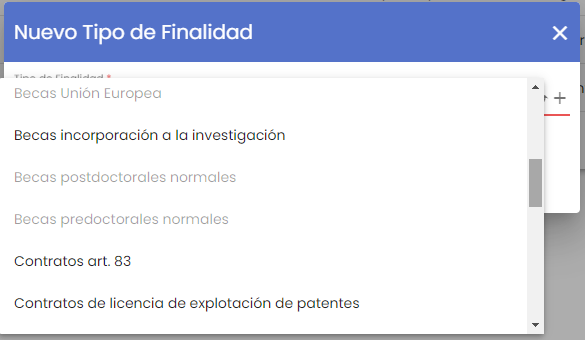 Nuevo Tipo de Finalidad
Tipo de Finalidad *
Becas Unión Europea
Becas incorporación a la investigación
Becas postdoctorales normales
Becas predoctorales normales
Contratos art. 83
Contratos de licencia de explotación de patentes